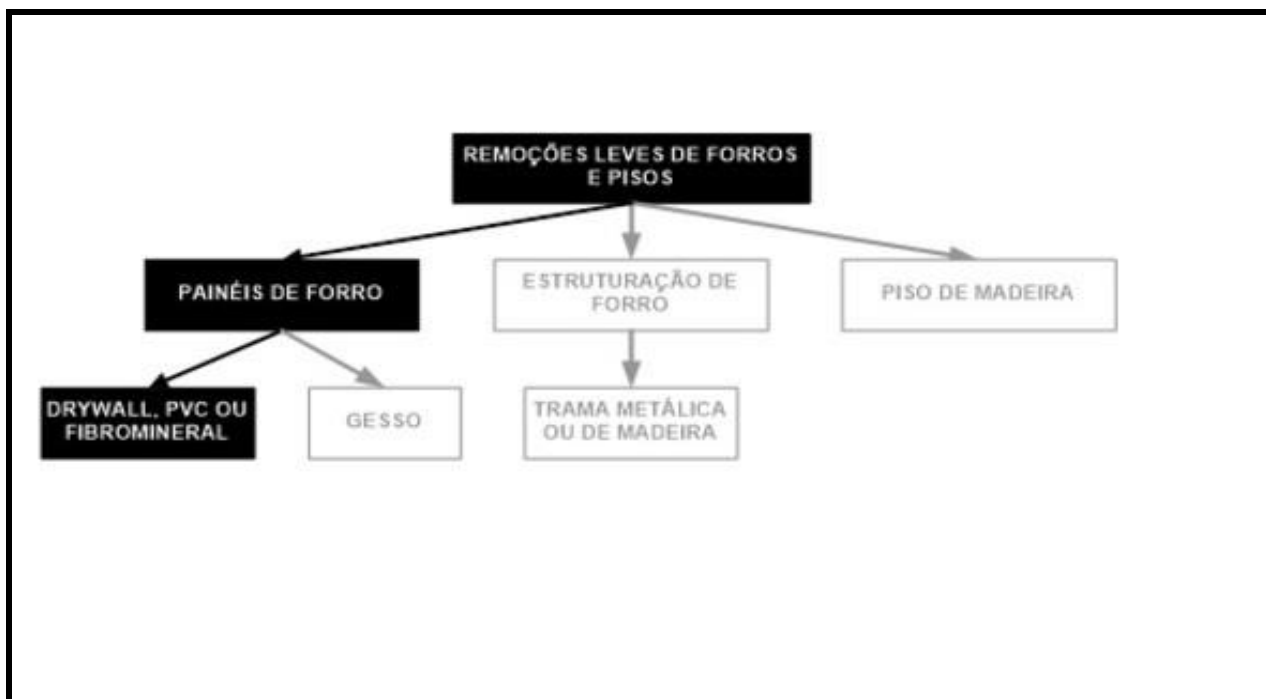 REMOÇÕES LEVES DE FORROS
E PISOS
PAINÉIS DE FORRO
ESTRUTURAÇÃO DE
FORRO
PISO DE MADEIRA
DRYWALL, PVC OU
FIBROMINERAL
GESSO
TRAMA METÁLICA
OU DE MADEIRA